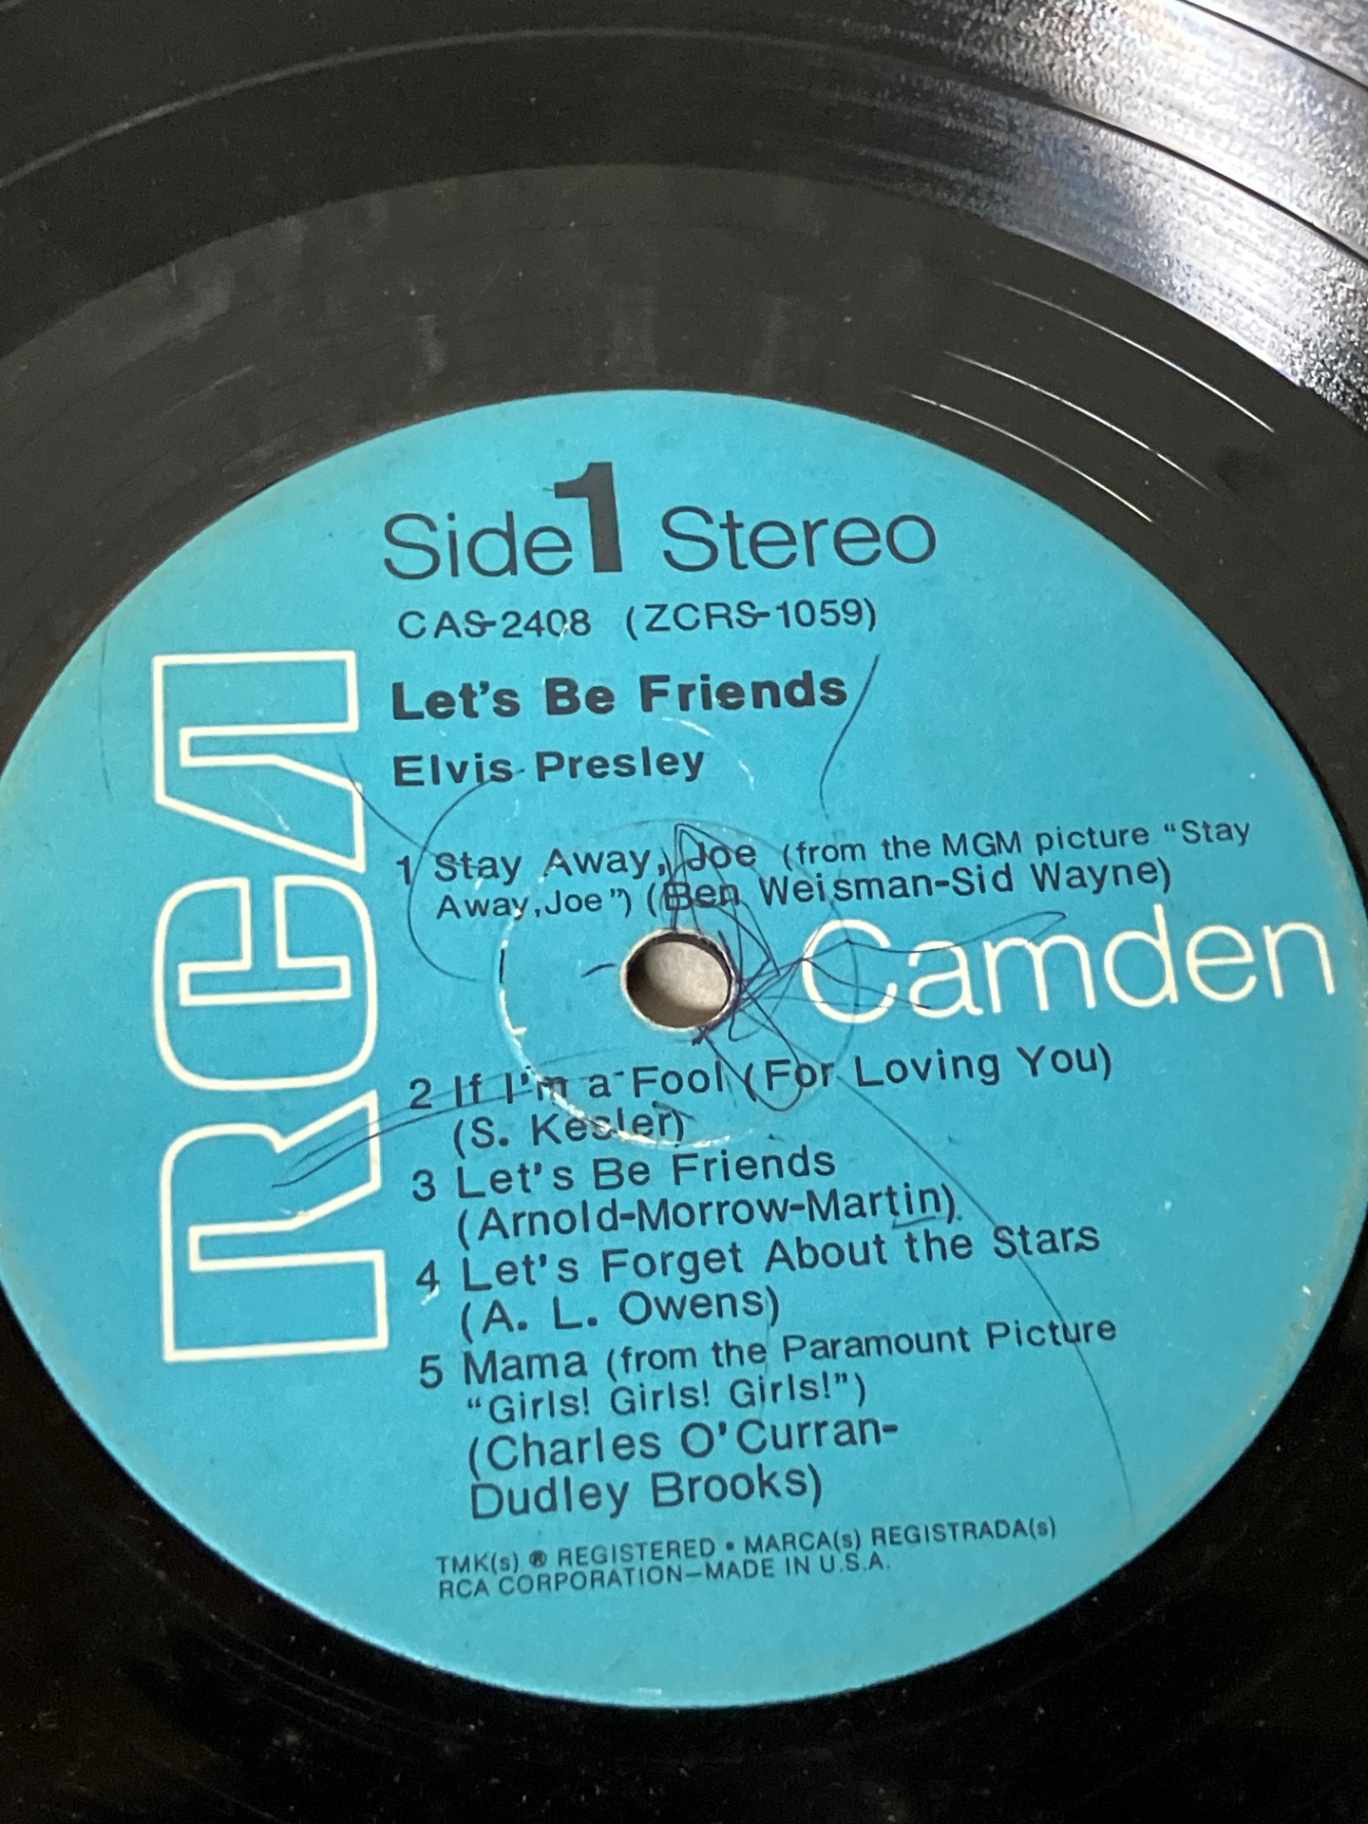 Side 1 Stereo
CAS-2408 (ZCRS-1059)
Let's Be Friends
Elvis Presley
1 Stay Away, Joe (from the MGM picture "Stay
Away, Joe") (Ben Weisman-Sid Wayne)
RCA
Camden
2 If I'm a Fool (For Loving You)
(S. Kesler)
3 Let's Be Friends
(Arnold-Morrow-Martin)
4 Let's Forget About the Stars
(A. L. Owens)
5 Mama (from the Paramount Picture
"Girls! Girls! Girls!")
(Charles O'Curran-
Dudley Brooks)
TMK(s) ® REGISTERED • MARCA(s) REGISTRADA(s)
RCA CORPORATION—MADE IN U.S.A.